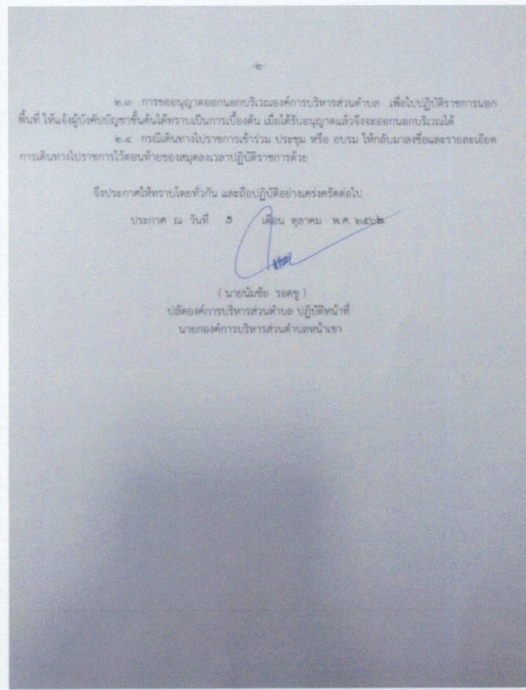 -๒-
๒.๓ การขออนุญาตออกนอกบริเวณองค์การบริหารส่วนตำบล เพื่อไปปฏิบัติราชการนอก
พื้นที่ ให้แจ้งผู้บังคับบัญชาชั้นต้นได้ทราบเป็นการเบื้องต้น เมื่อได้รับอนุญาตแล้วจึงจะออกนอกบริเวณได้
๒.๔ กรณีเดินทางไปราชการเข้าร่วม ประชุม หรือ อบรม ให้กลับมาลงชื่อและรายละเอียด
การเดินทางไปราชการไว้ตอนท้ายของสมุดลงเวลาปฏิบัติราชการด้วย
จึงประกาศให้ทราบโดยทั่วกัน และถือปฏิบัติอย่างเคร่งครัดต่อไป
ประกาศ ณ วันที่ ๑ เดือน ตุลาคม พ.ศ. ๒๕๖๒
( นายนัมชัย รอดชู )
ปลัดองค์การบริหารส่วนตำบล ปฏิบัติหน้าที่
นายกองค์การบริหารส่วนตำบลหน้าเขา